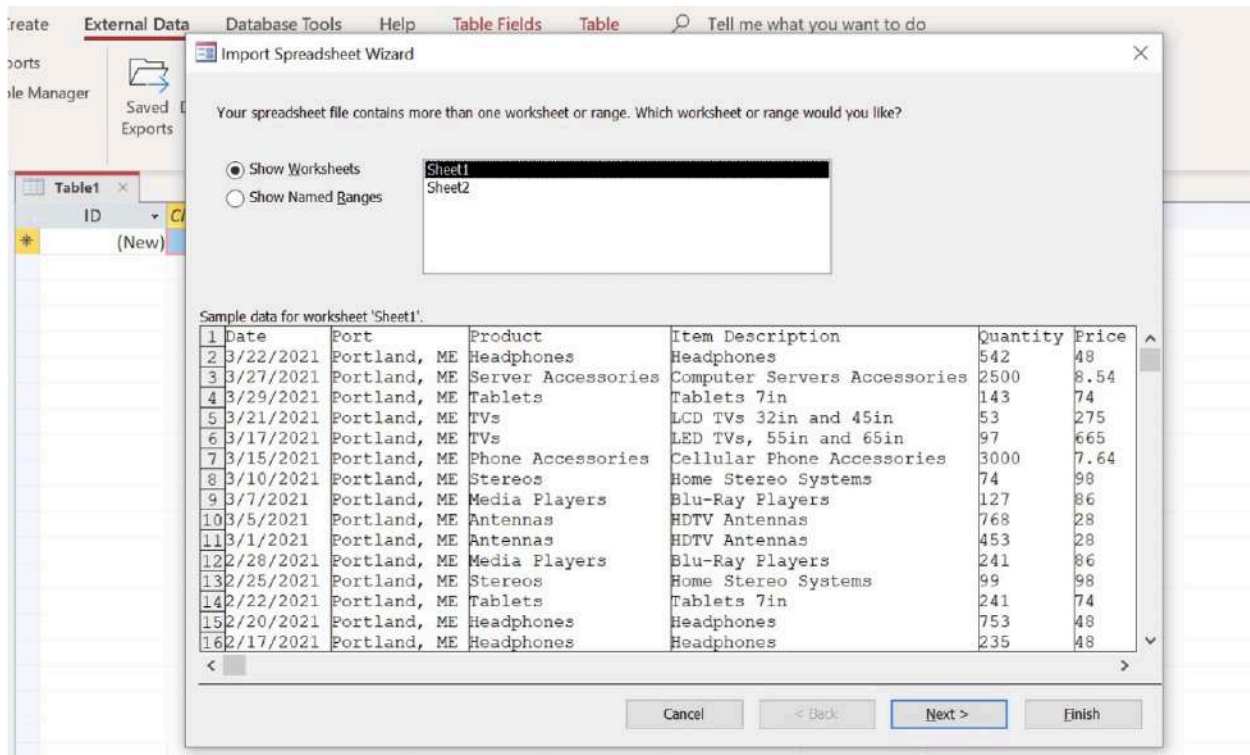 External Data Database Tools Help Table Fields Table Tell me what you want to do
Import Spreadsheet Wizard
Manager
Saved
Exports
Your spreadsheet file contains more than one worksheet or range. Which worksheet or range would you like?
Show Worksheets
Show Named Ranges
Sheet1
Sheet2
Table1
ID
(New)
Sample data for worksheet 'Sheet1'.
1 Date Port Product Item Description Quantity Price
2 3/22/2021 Portland, ME Headphones Headphones 542 48
3 3/27/2021 Portland, ME Server Accessories Computer Servers Accessories 2500 8.54
4 3/29/2021 Portland, ME Tablets Tablets 7in 143 74
5 3/21/2021 Portland, ME TVs LCD TVs 32in and 45in 53 275
6 3/17/2021 Portland, ME TVs LED TVs, 55in and 65in 97 665
7 3/15/2021 Portland, ME Phone Accessories Cellular Phone Accessories 3000 7.64
8 3/10/2021 Portland, ME Stereos Home Stereo Systems 74 98
9 3/7/2021 Portland, ME Media Players Blu-Ray Players 127 86
10 3/5/2021 Portland, ME Antennas HDTV Antennas 768 28
11 3/1/2021 Portland, ME Antennas HDTV Antennas 453 28
12 2/28/2021 Portland, ME Media Players Blu-Ray Players 241 86
13 2/25/2021 Portland, ME Stereos Home Stereo Systems 99 98
14 2/22/2021 Portland, ME Tablets Tablets 7in 241 74
15 2/20/2021 Portland, ME Headphones Headphones 753 48
16 2/17/2021 Portland, ME Headphones Headphones 235 48
Cancel < Back Next > Finish